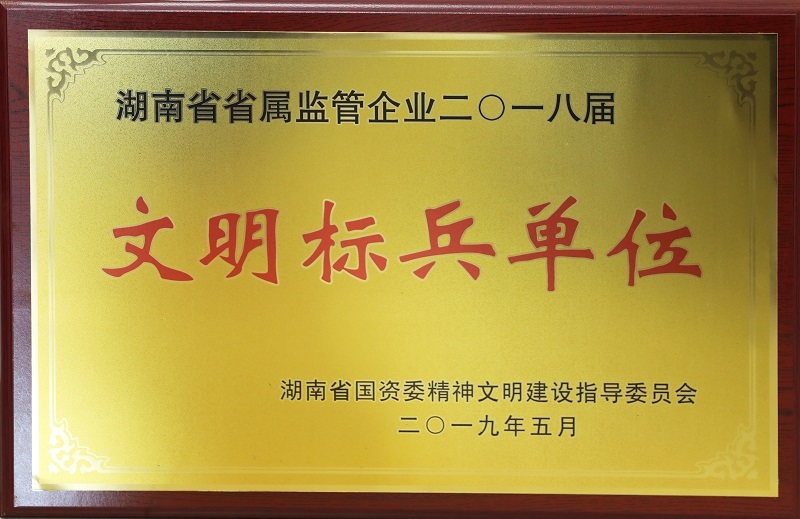 湖南省省属监管企业二〇一八届
文明标兵单位
湖南省国资委精神文明建设指导委员会
二〇一九年五月